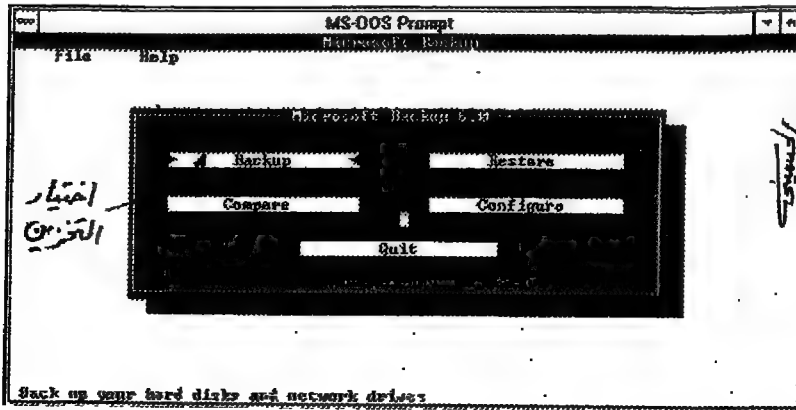 MS-DOS Prompt
Microsoft Backup
File Help
Microsoft Backup 6.0
Backup Restore
اختيار
التخزين
Compare Configure
Quit
Back up your hard disks and network drives